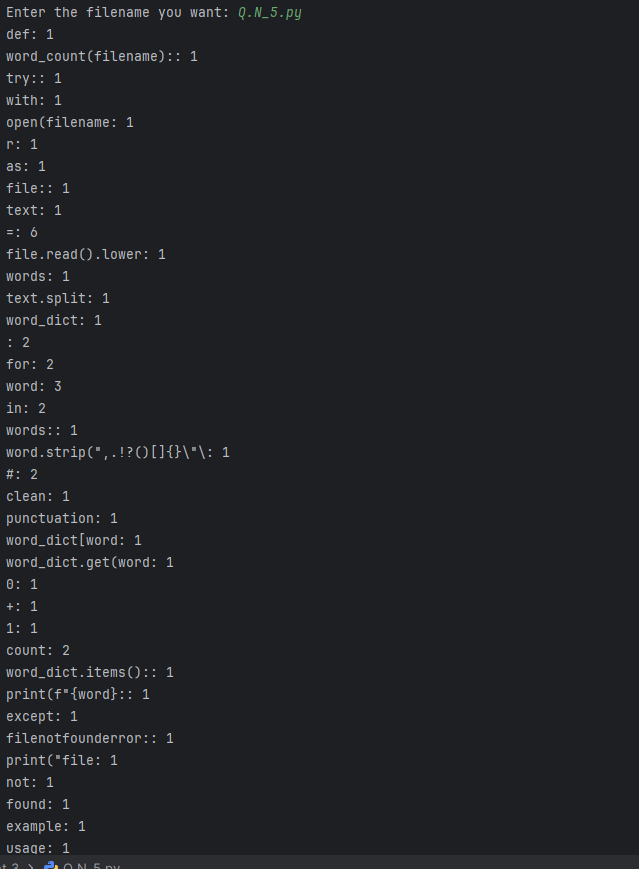 Enter the filename you want: Q.N_5.py
def: 1
word_count(filename):: 1
try:: 1
with: 1
open(filename: 1
r: 1
as: 1
file:: 1
text: 1
=: 6
file.read().lower: 1
words: 1
text.split: 1
word_dict: 1
: 2
for: 2
word: 3
in: 2
words:: 1
word.strip(",.!?()[]{}\"\: 1
#: 2
clean: 1
punctuation: 1
word_dict[word: 1
word_dict.get(word: 1
0: 1
+: 1
1: 1
count: 2
word_dict.items():: 1
print(f"{word}:: 1
except: 1
filenotfounderror:: 1
print("file: 1
not: 1
found: 1
example: 1
usage: 1
t 3 > Q.N_5.py